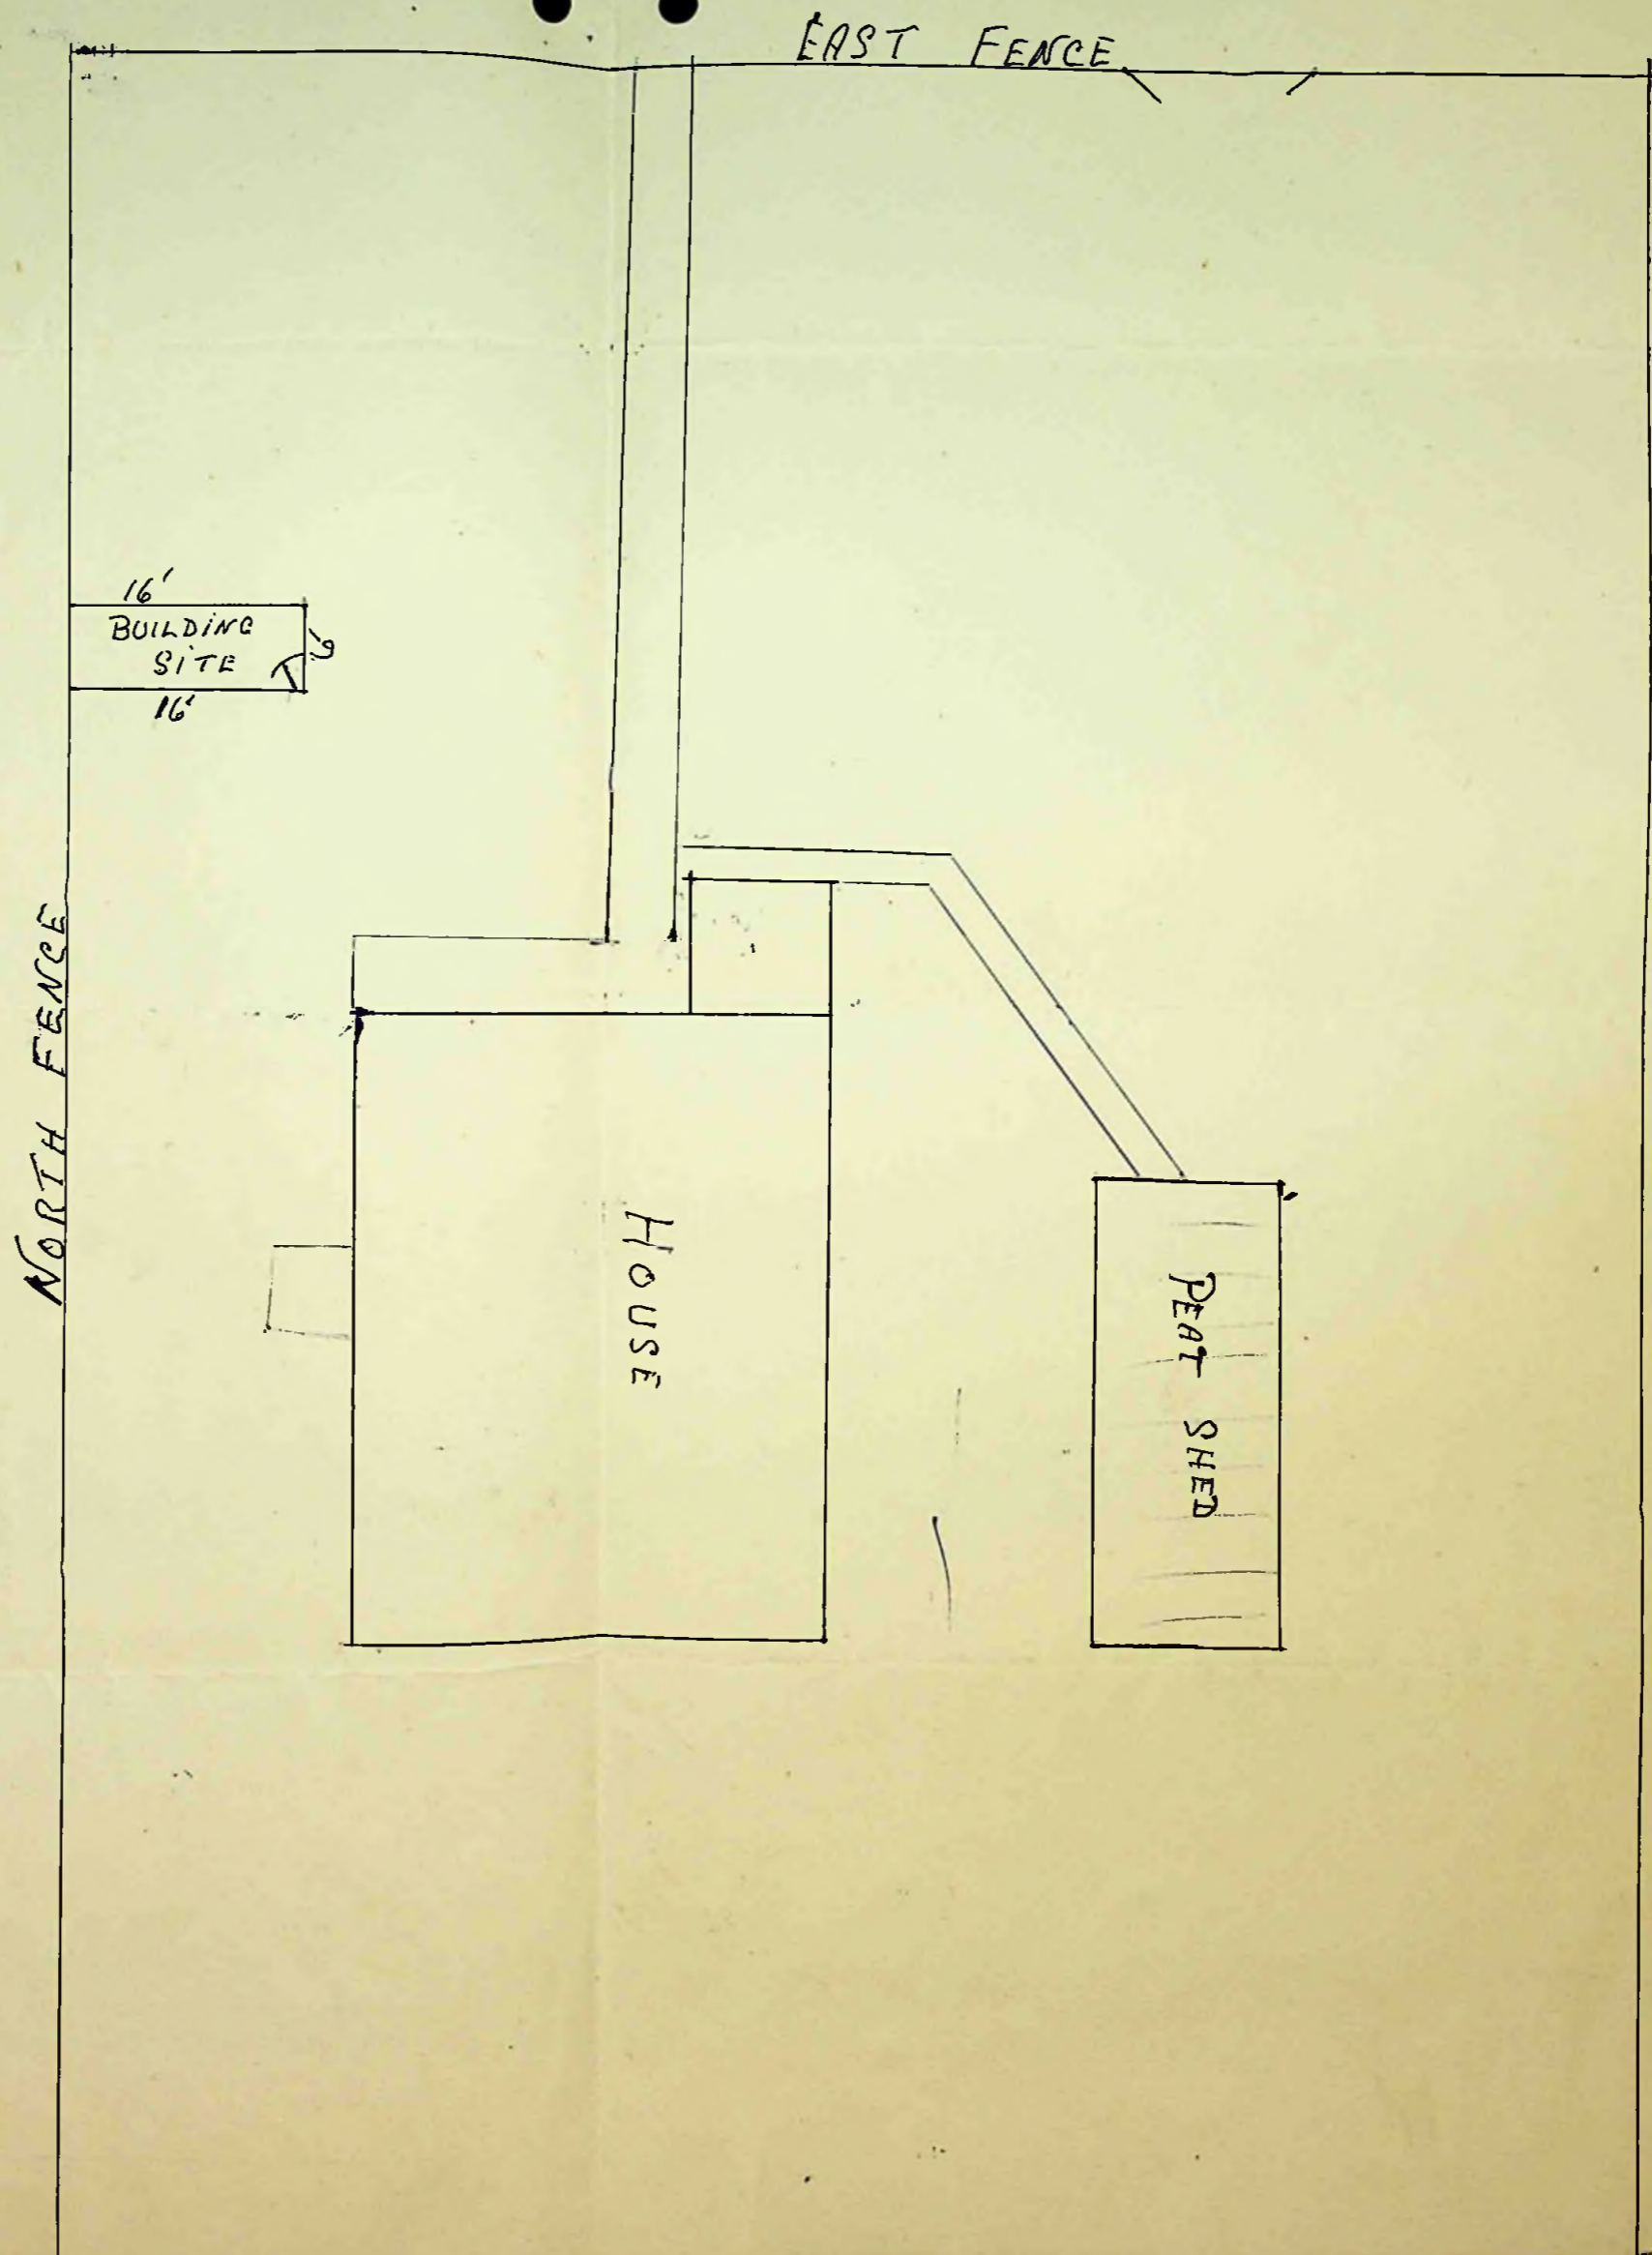 EAST FENCE
16'
BUILDING
SITE
16'
NORTH FENCE
HOUSE
PEAT SHED